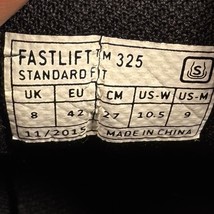 FASTLIFT™ 325
STANDARD FIT
UK EU CM US-W US-M
8 42 27 10.5 9
11/2015 MADE IN CHINA
S